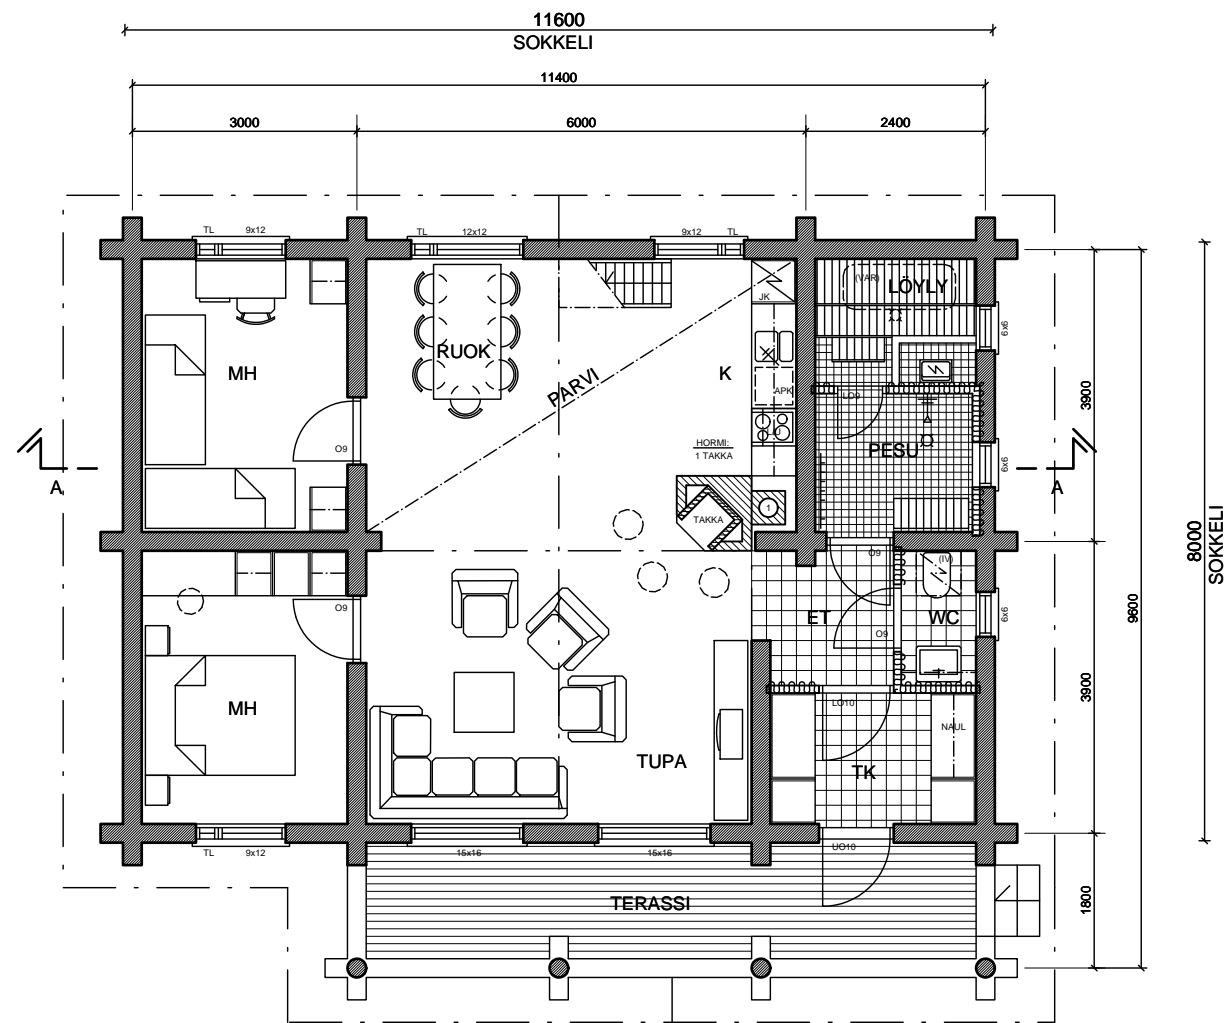 11600
SOKKELI
11400
3000 6000 2400
TL 9x12 TL 12x12 9x12 TL
(VAR) LÖYLY
JK
6x6
RUOK
MH
K
PARVI
APK
LO9
3900
LIU
HORMI:
1 TAKKA
O9
PESU
6x6
A A
TAKKA
1
O9
(IV)
8000
SOKKELI
O9
ET
WC
6x6
9600
O9
MH
LO10
NAUL
3900
TUPA
TK
TL 9x12
15x16 15x16
UO10
TERASSI
1800